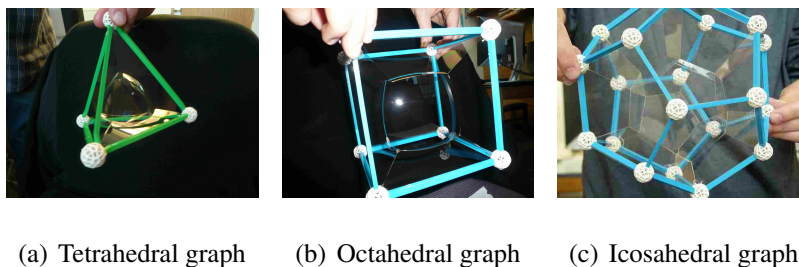 (a) Tetrahedral graph
(b) Octahedral graph
(c) Icosahedral graph